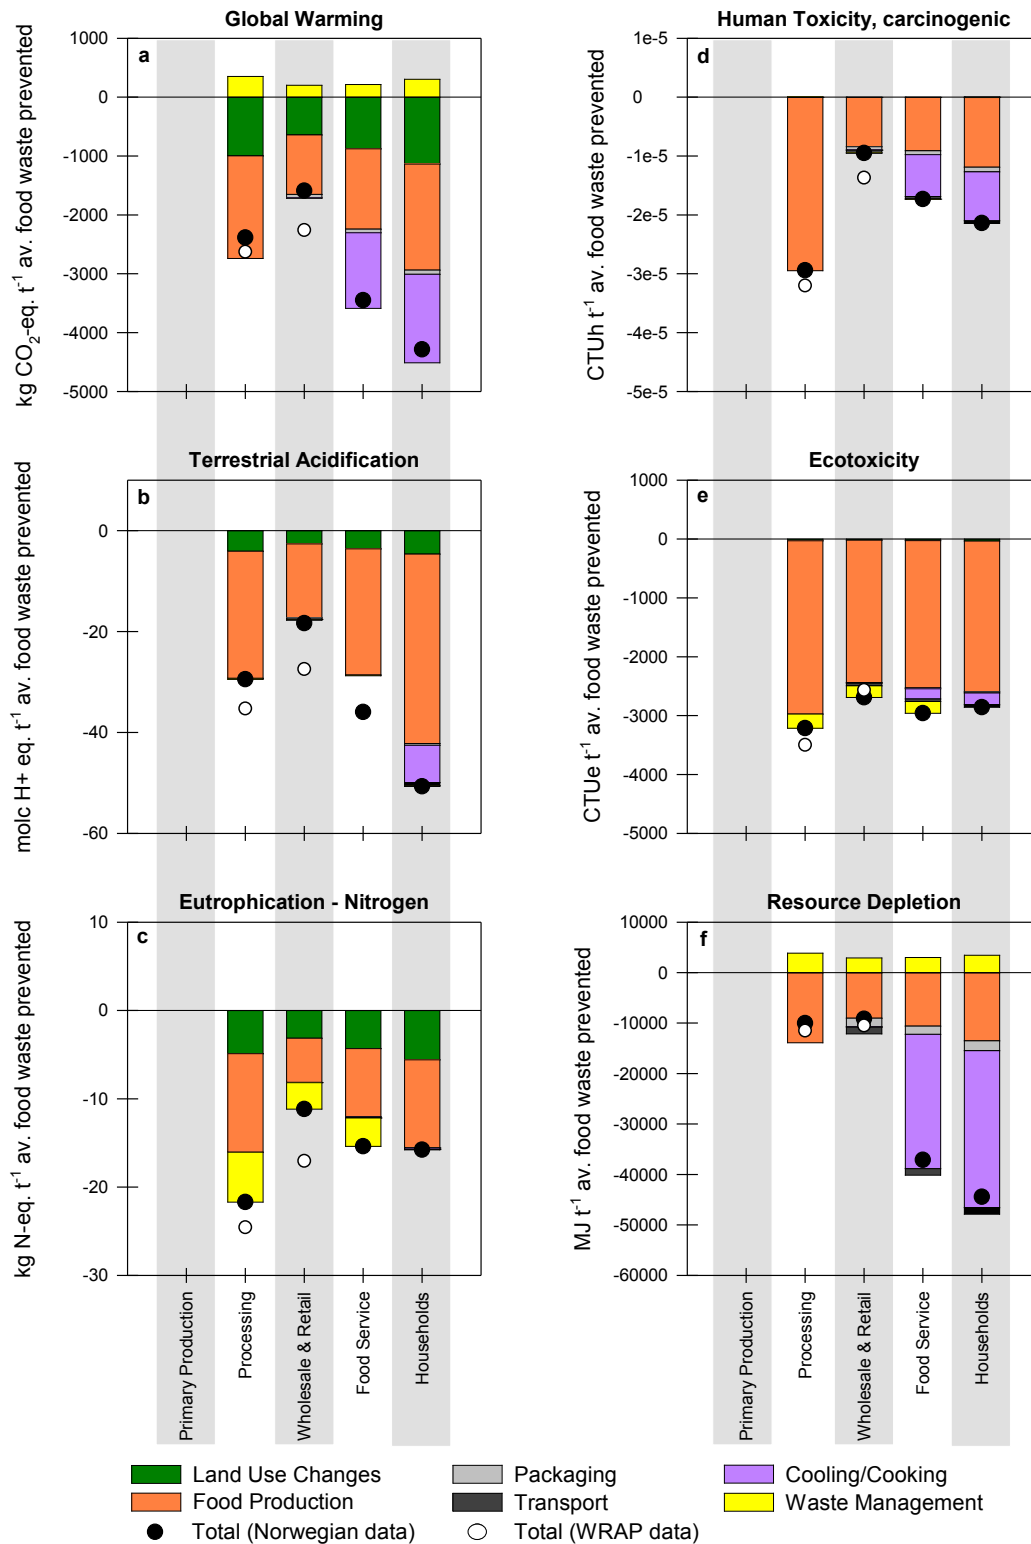 Global Warming
a
kg CO₂-eq. t⁻¹ av. food waste prevented
1000
0
-1000
-2000
-3000
-4000
-5000
Human Toxicity, carcinogenic
d
CTUh t⁻¹ av. food waste prevented
1e-5
0
-1e-5
-2e-5
-3e-5
-4e-5
-5e-5
Terrestrial Acidification
b
molc H+ eq. t⁻¹ av. food waste prevented
0
-20
-40
-60
Ecotoxicity
e
CTUe t⁻¹ av. food waste prevented
1000
0
-1000
-2000
-3000
-4000
-5000
Eutrophication - Nitrogen
c
kg N-eq. t⁻¹ av. food waste prevented
10
0
-10
-20
-30
Primary Production
Processing
Wholesale & Retail
Food Service
Households
Resource Depletion
f
MJ t⁻¹ av. food waste prevented
10000
0
-10000
-20000
-30000
-40000
-50000
-60000
Primary Production
Processing
Wholesale & Retail
Food Service
Households
Land Use Changes
Packaging
Cooling/Cooking
Food Production
Transport
Waste Management
Total (Norwegian data)
Total (WRAP data)